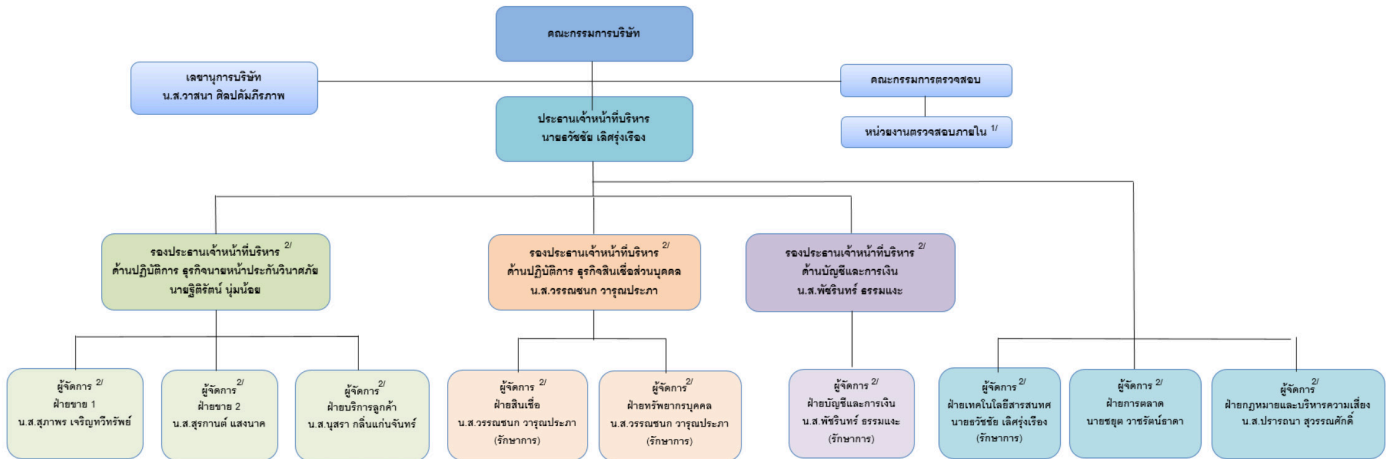 คณะกรรมการบริษัท
เลขานุการบริษัท
น.ส.วาสนา ศิลปคัมภีรภาพ
คณะกรรมการตรวจสอบ
ประธานเจ้าหน้าที่บริหาร
นายธวัชชัย เลิศรุ่งเรือง
หน่วยงานตรวจสอบภายใน 1/
รองประธานเจ้าหน้าที่บริหาร 2/
ด้านปฏิบัติการ ธุรกิจนายหน้าประกันวินาศภัย
นายฐิติรัตน์ นุ่มน้อย
รองประธานเจ้าหน้าที่บริหาร 2/
ด้านปฏิบัติการ ธุรกิจสินเชื่อส่วนบุคคล
น.ส.วรรณชนก วารุณประภา
รองประธานเจ้าหน้าที่บริหาร 2/
ด้านบัญชีและการเงิน
น.ส.พัชรินทร์ ธรรมแงะ
ผู้จัดการ 2/
ฝ่ายขาย 1
น.ส.สุภาพร เจริญทวีทรัพย์
ผู้จัดการ 2/
ฝ่ายขาย 2
น.ส.สุรกานต์ แสงนาค
ผู้จัดการ 2/
ฝ่ายบริการลูกค้า
น.ส.นุสรา กลิ่นแก่นจันทร์
ผู้จัดการ 2/
ฝ่ายสินเชื่อ
น.ส.วรรณชนก วารุณประภา
(รักษาการ)
ผู้จัดการ 2/
ฝ่ายทรัพยากรบุคคล
น.ส.วรรณชนก วารุณประภา
(รักษาการ)
ผู้จัดการ 2/
ฝ่ายบัญชีและการเงิน
น.ส.พัชรินทร์ ธรรมแงะ
(รักษาการ)
ผู้จัดการ 2/
ฝ่ายเทคโนโลยีสารสนทศ
นายธวัชชัย เลิศรุ่งเรือง
(รักษาการ)
ผู้จัดการ 2/
ฝ่ายการตลาด
นายชยุต วาชรัตน์ธาดา
ผู้จัดการ 2/
ฝ่ายกฎหมายและบริหารความเสี่ยง
น.ส.ปรารถนา สุวรรณศักดิ์